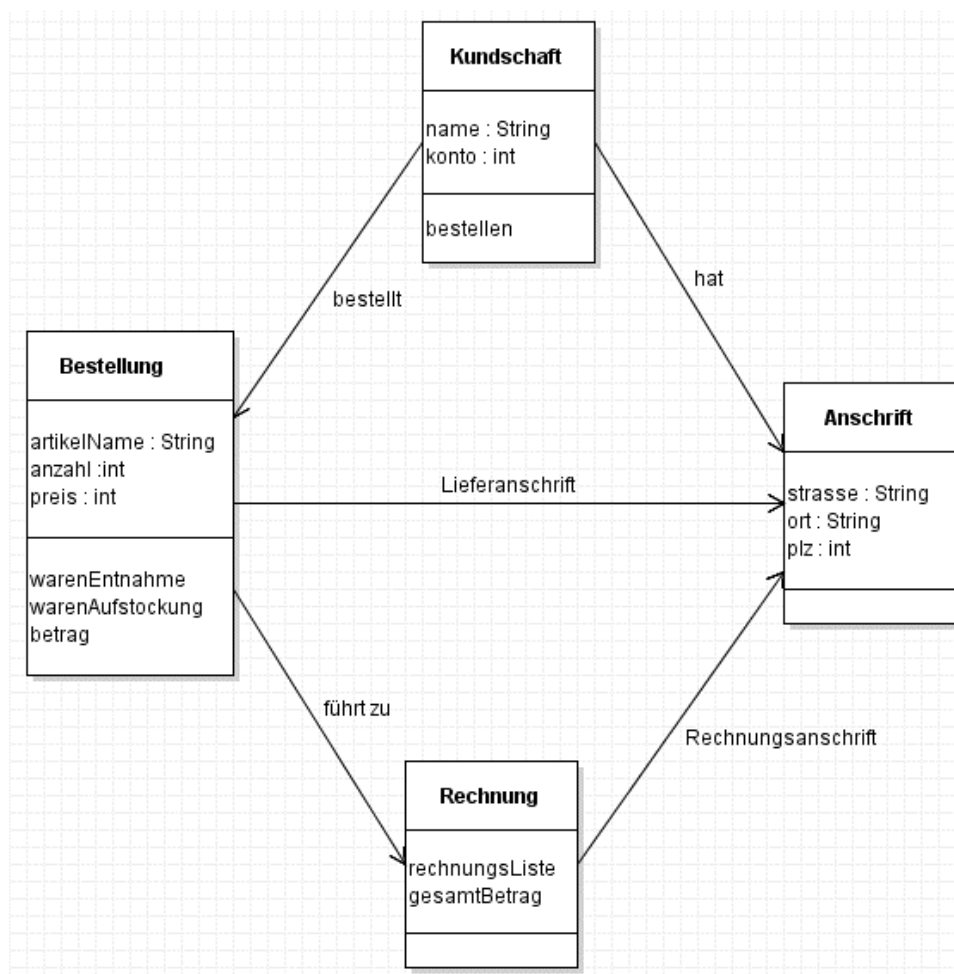 Kundschaft
name : String
konto : int
bestellen
bestellt
hat
Bestellung
artikelName : String
anzahl :int
preis : int
warenEntnahme
warenAufstockung
betrag
Lieferanschrift
Anschrift
strasse : String
ort : String
plz : int
führt zu
Rechnungsanschrift
Rechnung
rechnungsListe
gesamtBetrag